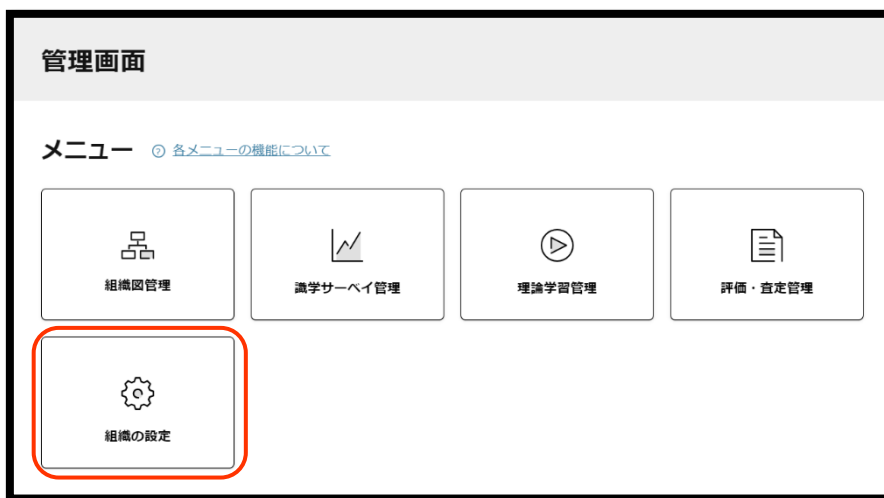 管理画面
メニュー ? 各メニューの機能について
組織図管理
識学サーベイ管理
理論学習管理
評価・査定管理
組織の設定